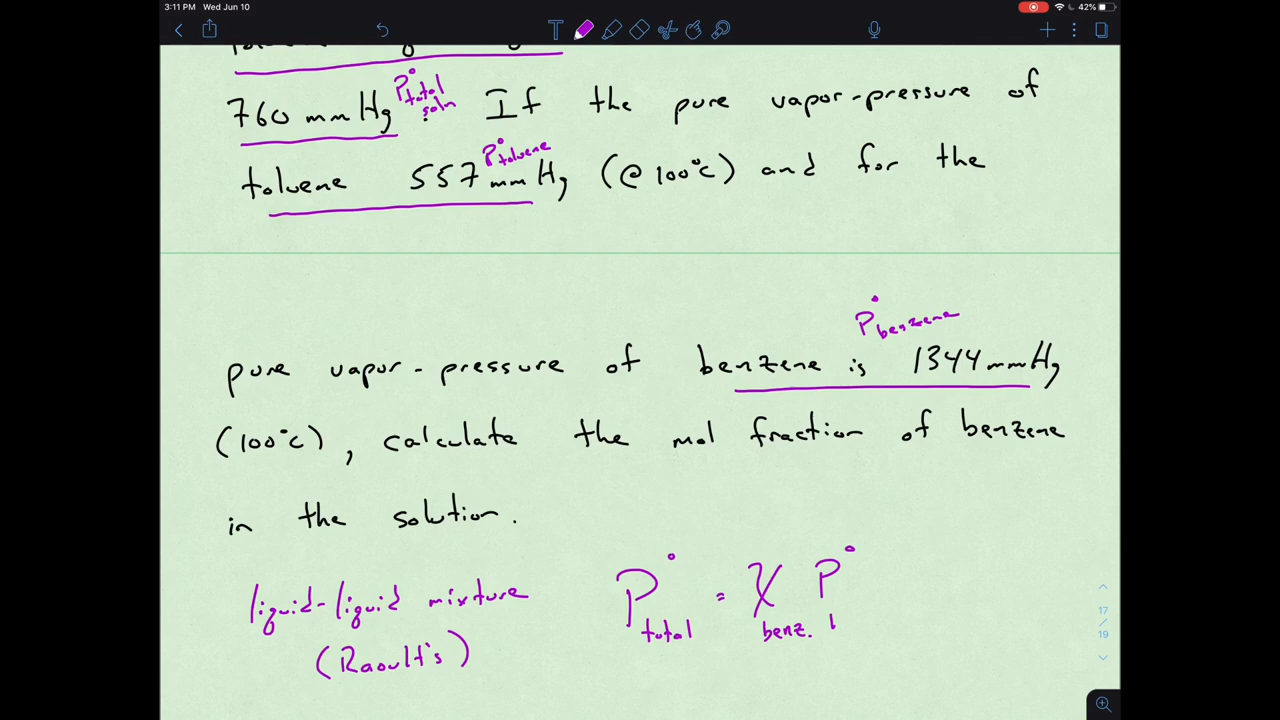 3:11 PM Wed Jun 10
42%
P° total soln
760 mmHg If the pure vapor-pressure of
P° toluene
toluene 557 mmHg (@ 100°C) and for the
P° benzene
pure vapor-pressure of benzene is 1344 mmHg
(100°C), calculate the mol fraction of benzene
in the solution.
liquid-liquid mixture
(Raoult's)
P° total = χ benz. P°
17
/
19